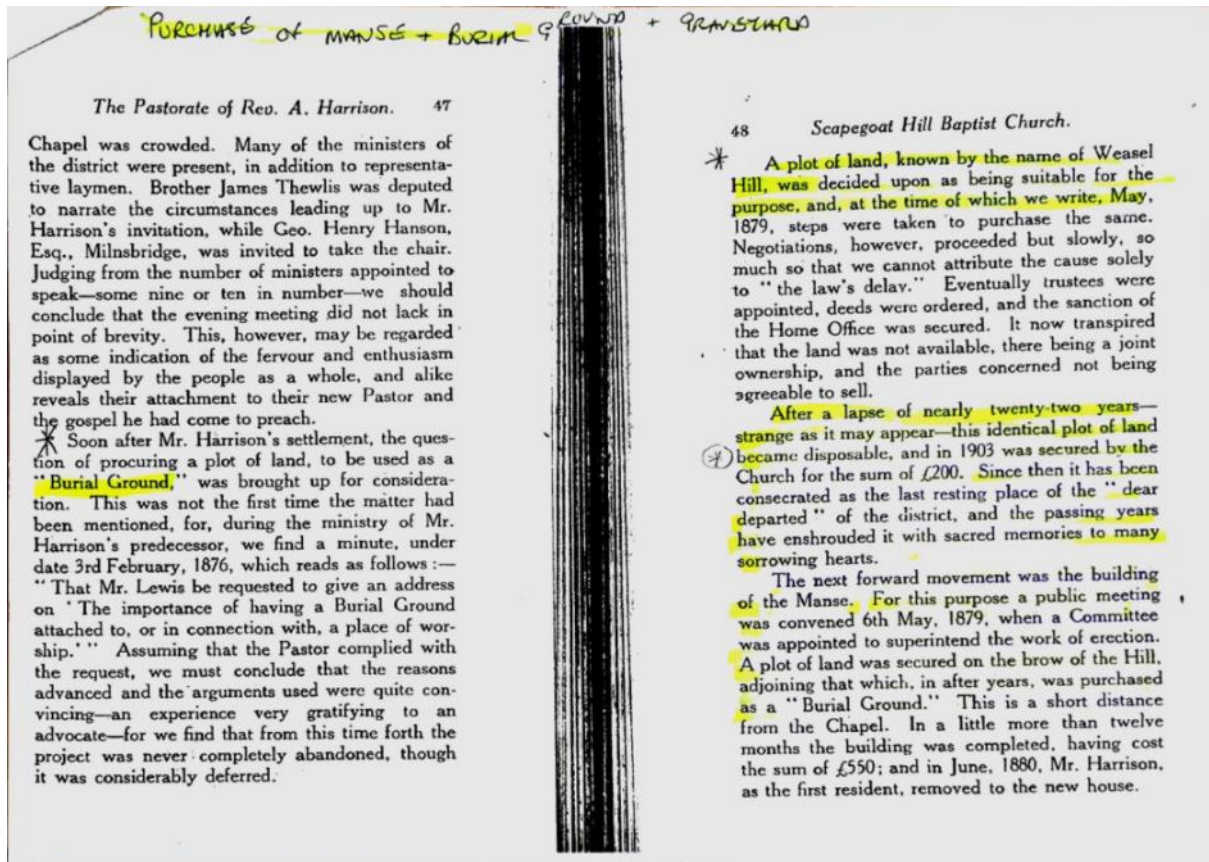 PURCHASE OF MANSE + BURIAL GROUND + GRAVEYARD
The Pastorate of Rev. A. Harrison. 47
Chapel was crowded. Many of the ministers of
the district were present, in addition to representa-
tive laymen. Brother James Thewlis was deputed
to narrate the circumstances leading up to Mr.
Harrison's invitation, while Geo. Henry Hanson,
Esq., Milnsbridge, was invited to take the chair.
Judging from the number of ministers appointed to
speak—some nine or ten in number—we should
conclude that the evening meeting did not lack in
point of brevity. This, however, may be regarded
as some indication of the fervour and enthusiasm
displayed by the people as a whole, and alike
reveals their attachment to their new Pastor and
the gospel he had come to preach.
Soon after Mr. Harrison's settlement, the ques-
tion of procuring a plot of land, to be used as a
"Burial Ground," was brought up for considera-
tion. This was not the first time the matter had
been mentioned, for, during the ministry of Mr.
Harrison's predecessor, we find a minute, under
date 3rd February, 1876, which reads as follows :—
"That Mr. Lewis be requested to give an address
on 'The importance of having a Burial Ground
attached to, or in connection with, a place of wor-
ship.'" Assuming that the Pastor complied with
the request, we must conclude that the reasons
advanced and the arguments used were quite con-
vincing—an experience very gratifying to an
advocate—for we find that from this time forth the
project was never completely abandoned, though
it was considerably deferred.
48 Scapegoat Hill Baptist Church.
A plot of land, known by the name of Weasel
Hill, was decided upon as being suitable for the
purpose, and, at the time of which we write, May,
1879, steps were taken to purchase the same.
Negotiations, however, proceeded but slowly, so
much so that we cannot attribute the cause solely
to "the law's delay." Eventually trustees were
appointed, deeds were ordered, and the sanction of
the Home Office was secured. It now transpired
that the land was not available, there being a joint
ownership, and the parties concerned not being
agreeable to sell.
After a lapse of nearly twenty-two years—
strange as it may appear—this identical plot of land
became disposable, and in 1903 was secured by the
Church for the sum of £200. Since then it has been
consecrated as the last resting place of the "dear
departed" of the district, and the passing years
have enshrouded it with sacred memories to many
sorrowing hearts.
The next forward movement was the building
of the Manse. For this purpose a public meeting
was convened 6th May, 1879, when a Committee
was appointed to superintend the work of erection.
A plot of land was secured on the brow of the Hill,
adjoining that which, in after years, was purchased
as a "Burial Ground." This is a short distance
from the Chapel. In a little more than twelve
months the building was completed, having cost
the sum of £550; and in June, 1880, Mr. Harrison,
as the first resident, removed to the new house.